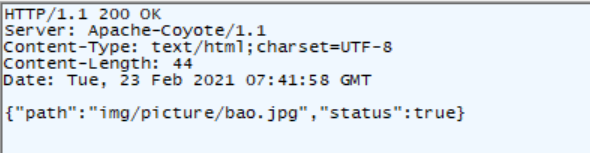 HTTP/1.1 200 OK
Server: Apache-Coyote/1.1
Content-Type: text/html;charset=UTF-8
Content-Length: 44
Date: Tue, 23 Feb 2021 07:41:58 GMT
{"path":"img/picture/bao.jpg","status":true}